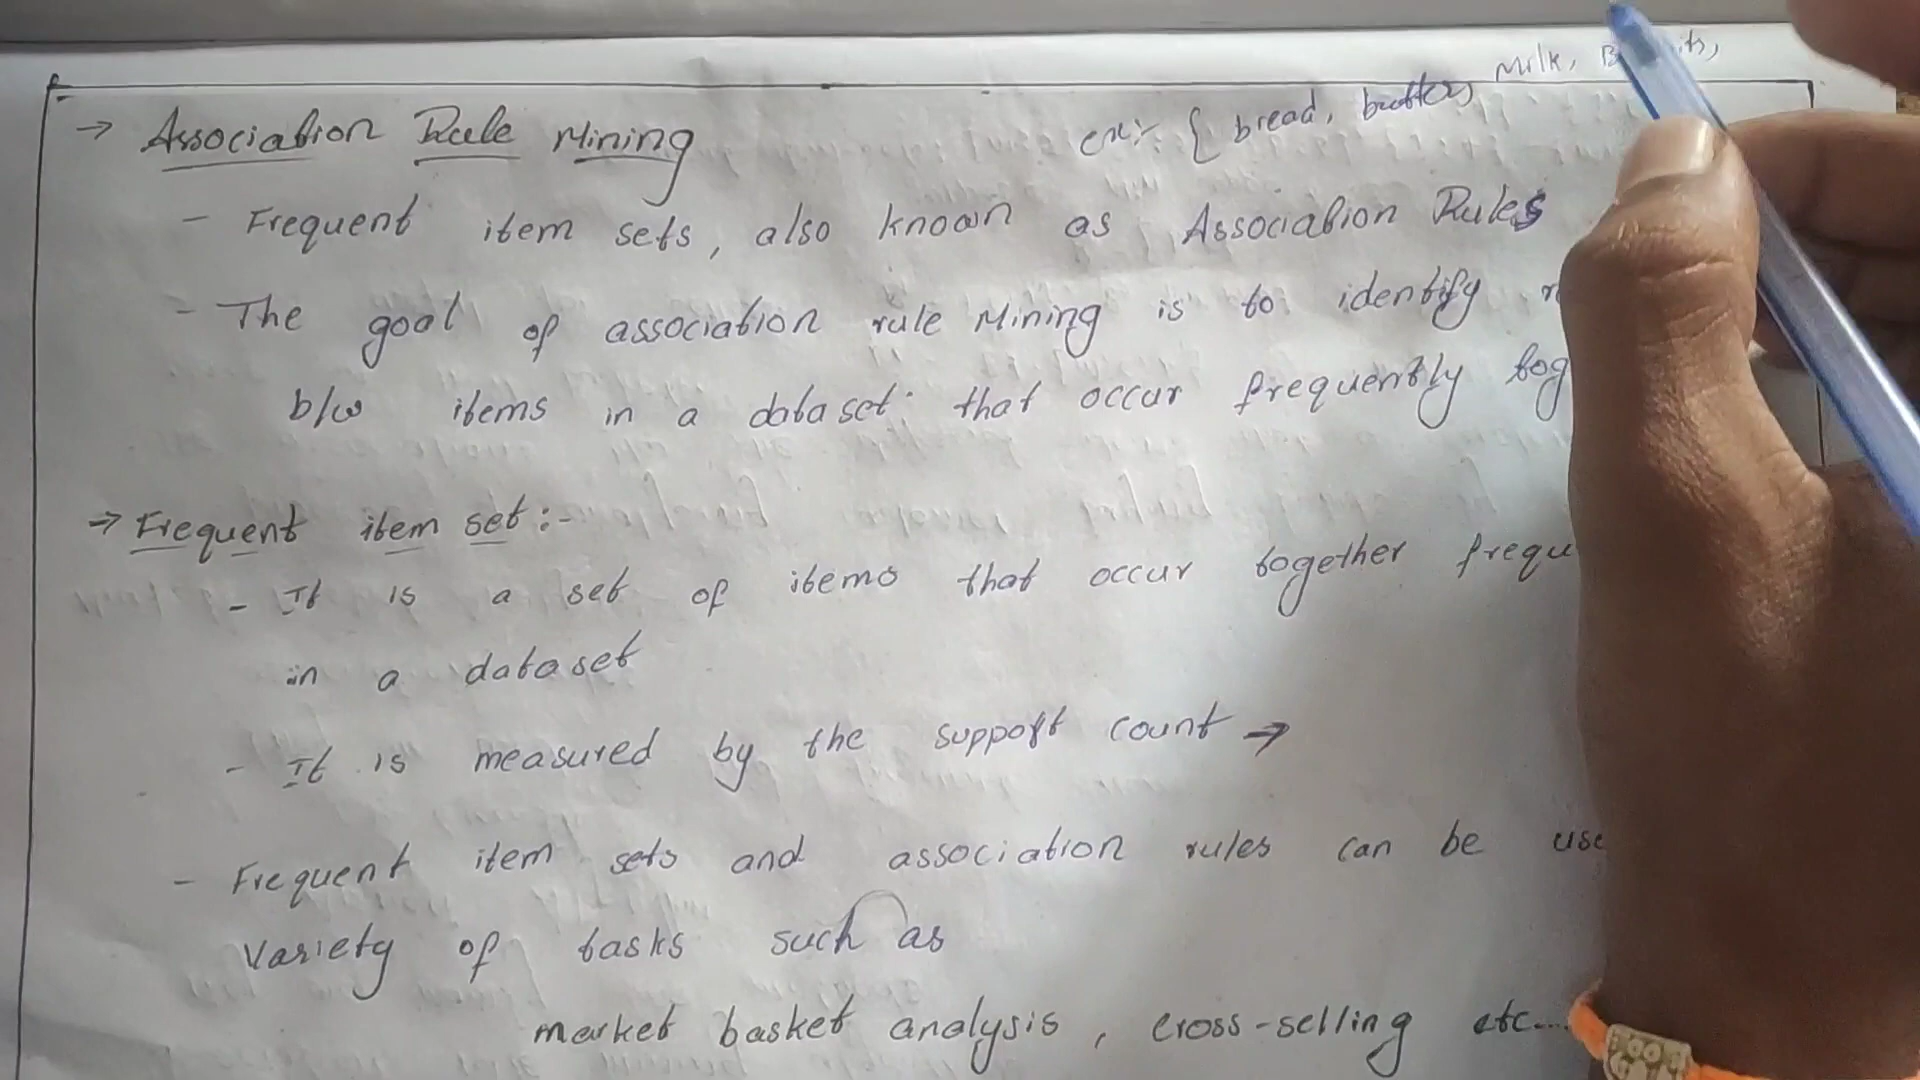 Milk,
ex:- { bread, butter,
→ Association Rule Mining
- Frequent item sets, also known as Association Rules
- The goal of association rule Mining is to identify
b/w items in a dataset that occur frequently tog
→ Frequent item set :-
- It is a set of items that occur together frequ
in a dataset
- It is measured by the support count →
- Frequent item sets and association rules can be use
Variety of tasks such as
market basket analysis, cross-selling etc...